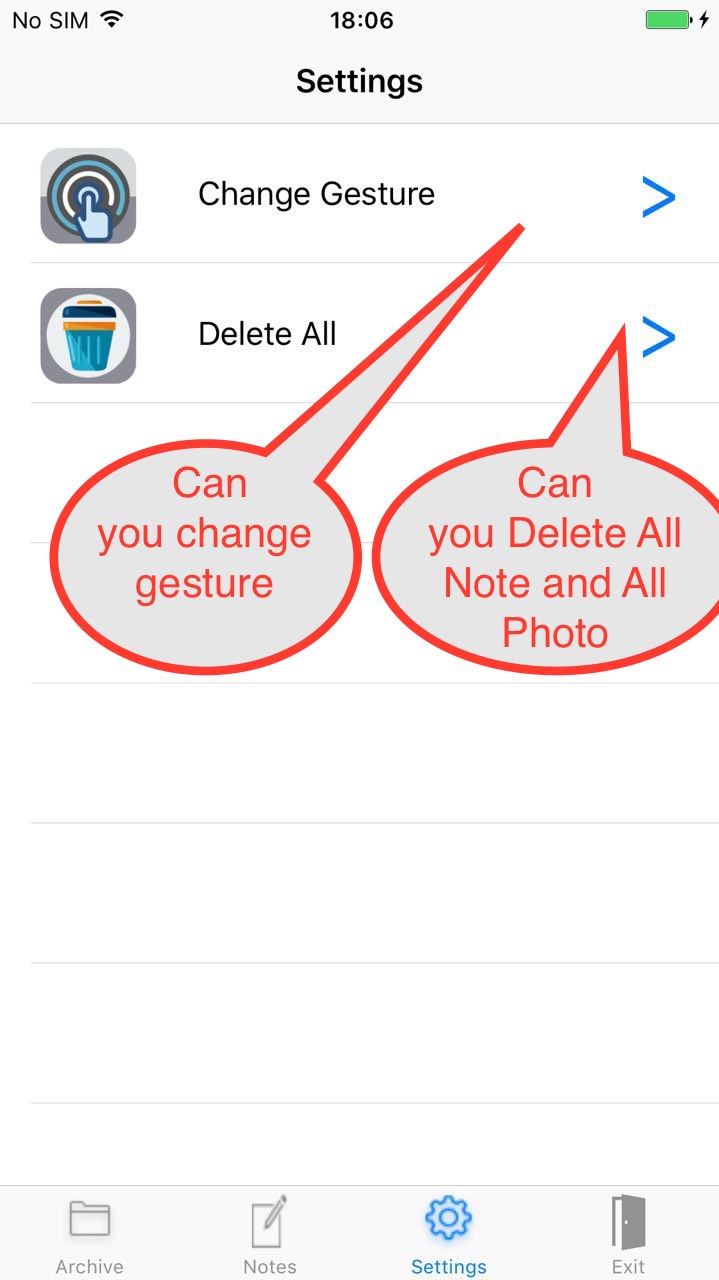 No SIM 18:06
Settings
Change Gesture >
Delete All >
Can
you change
gesture
Can
you Delete All
Note and All
Photo
Archive Notes Settings Exit